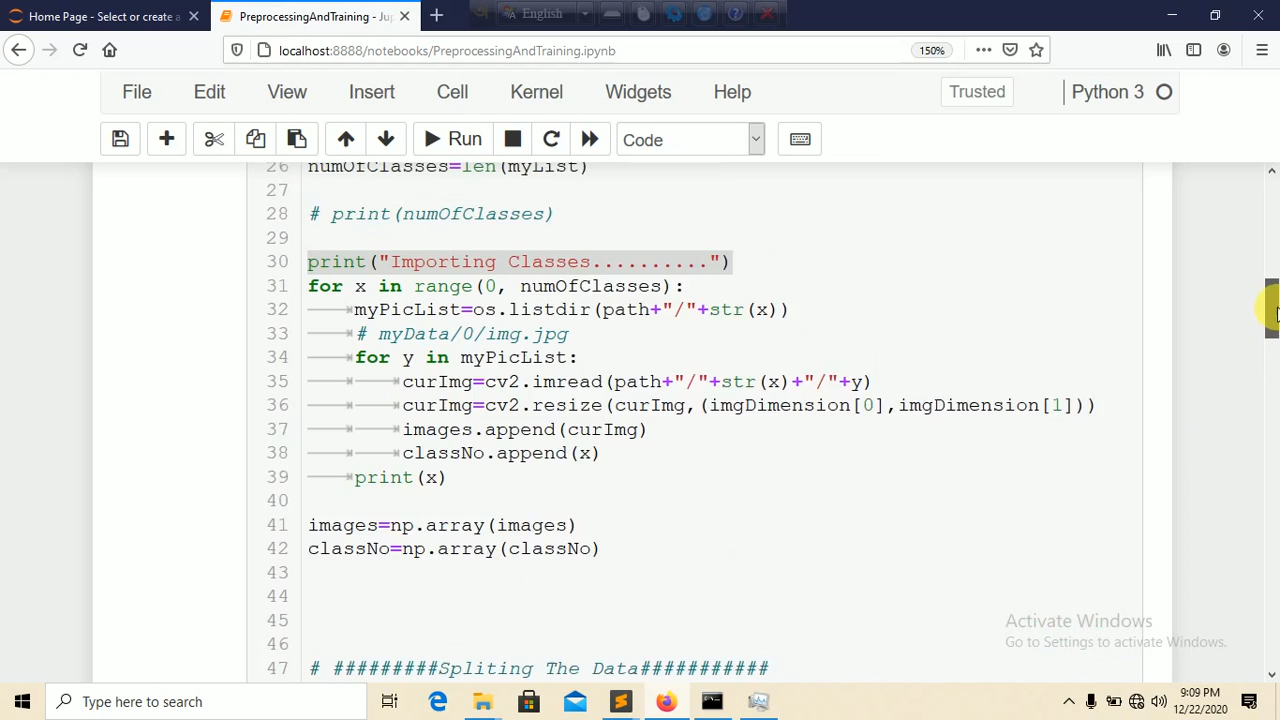 Home Page - Select or create a
PreprocessingAndTraining - Jup
English
localhost:8888/notebooks/PreprocessingAndTraining.ipynb
150%
File Edit View Insert Cell Kernel Widgets Help Trusted Python 3
Run Code
26 numOfClasses=len(myList)
27
28 # print(numOfClasses)
29
30 print("Importing Classes..........")
31 for x in range(0, numOfClasses):
32 myPicList=os.listdir(path+"/"+str(x))
33 # myData/0/img.jpg
34 for y in myPicList:
35 curImg=cv2.imread(path+"/"+str(x)+"/"+y)
36 curImg=cv2.resize(curImg,(imgDimension[0],imgDimension[1]))
37 images.append(curImg)
38 classNo.append(x)
39 print(x)
40
41 images=np.array(images)
42 classNo=np.array(classNo)
43
44
45
46
47 # #########Spliting The Data###########
Activate Windows
Go to Settings to activate Windows.
Type here to search
9:09 PM
12/22/2020